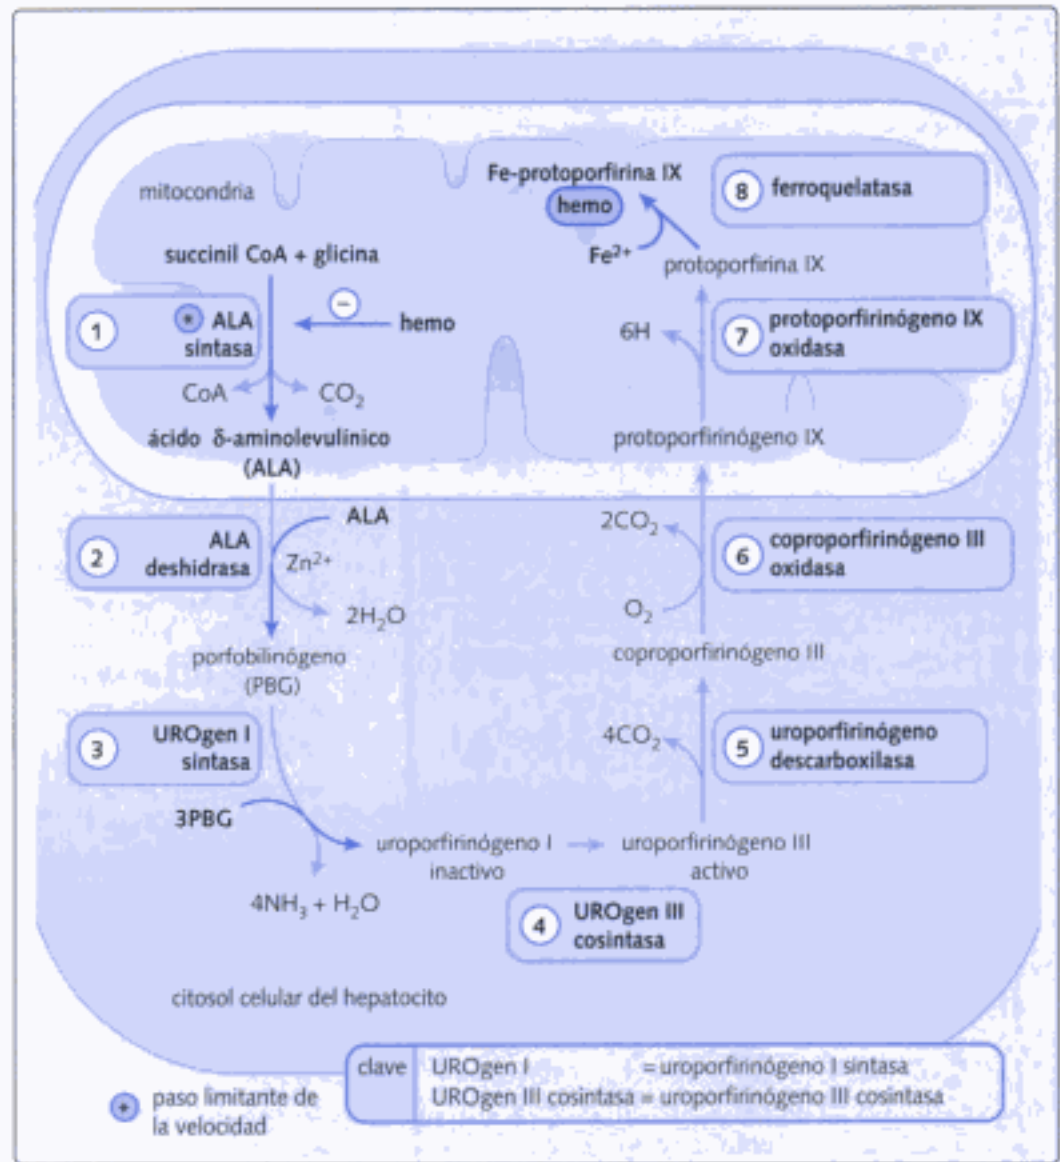 mitocondria
succinil CoA + glicina
1
* ALA
sintasa
−
hemo
CoA
CO₂
ácido δ-aminolevulínico
(ALA)
2
ALA
deshidrasa
ALA
Zn²⁺
2H₂O
porfobilinógeno
(PBG)
3
UROgen I
sintasa
3PBG
4NH₃ + H₂O
uroporfirinógeno I
inactivo
uroporfirinógeno III
activo
4
UROgen III
cosintasa
5
uroporfirinógeno
descarboxilasa
4CO₂
coproporfirinógeno III
6
coproporfirinógeno III
oxidasa
O₂
2CO₂
protoporfirinógeno IX
7
protoporfirinógeno IX
oxidasa
6H
protoporfirina IX
Fe²⁺
8
ferroquelatasa
Fe-protoporfirina IX
hemo
citosol celular del hepatocito
* paso limitante de
la velocidad
clave
UROgen I = uroporfirinógeno I sintasa
UROgen III cosintasa = uroporfirinógeno III cosintasa